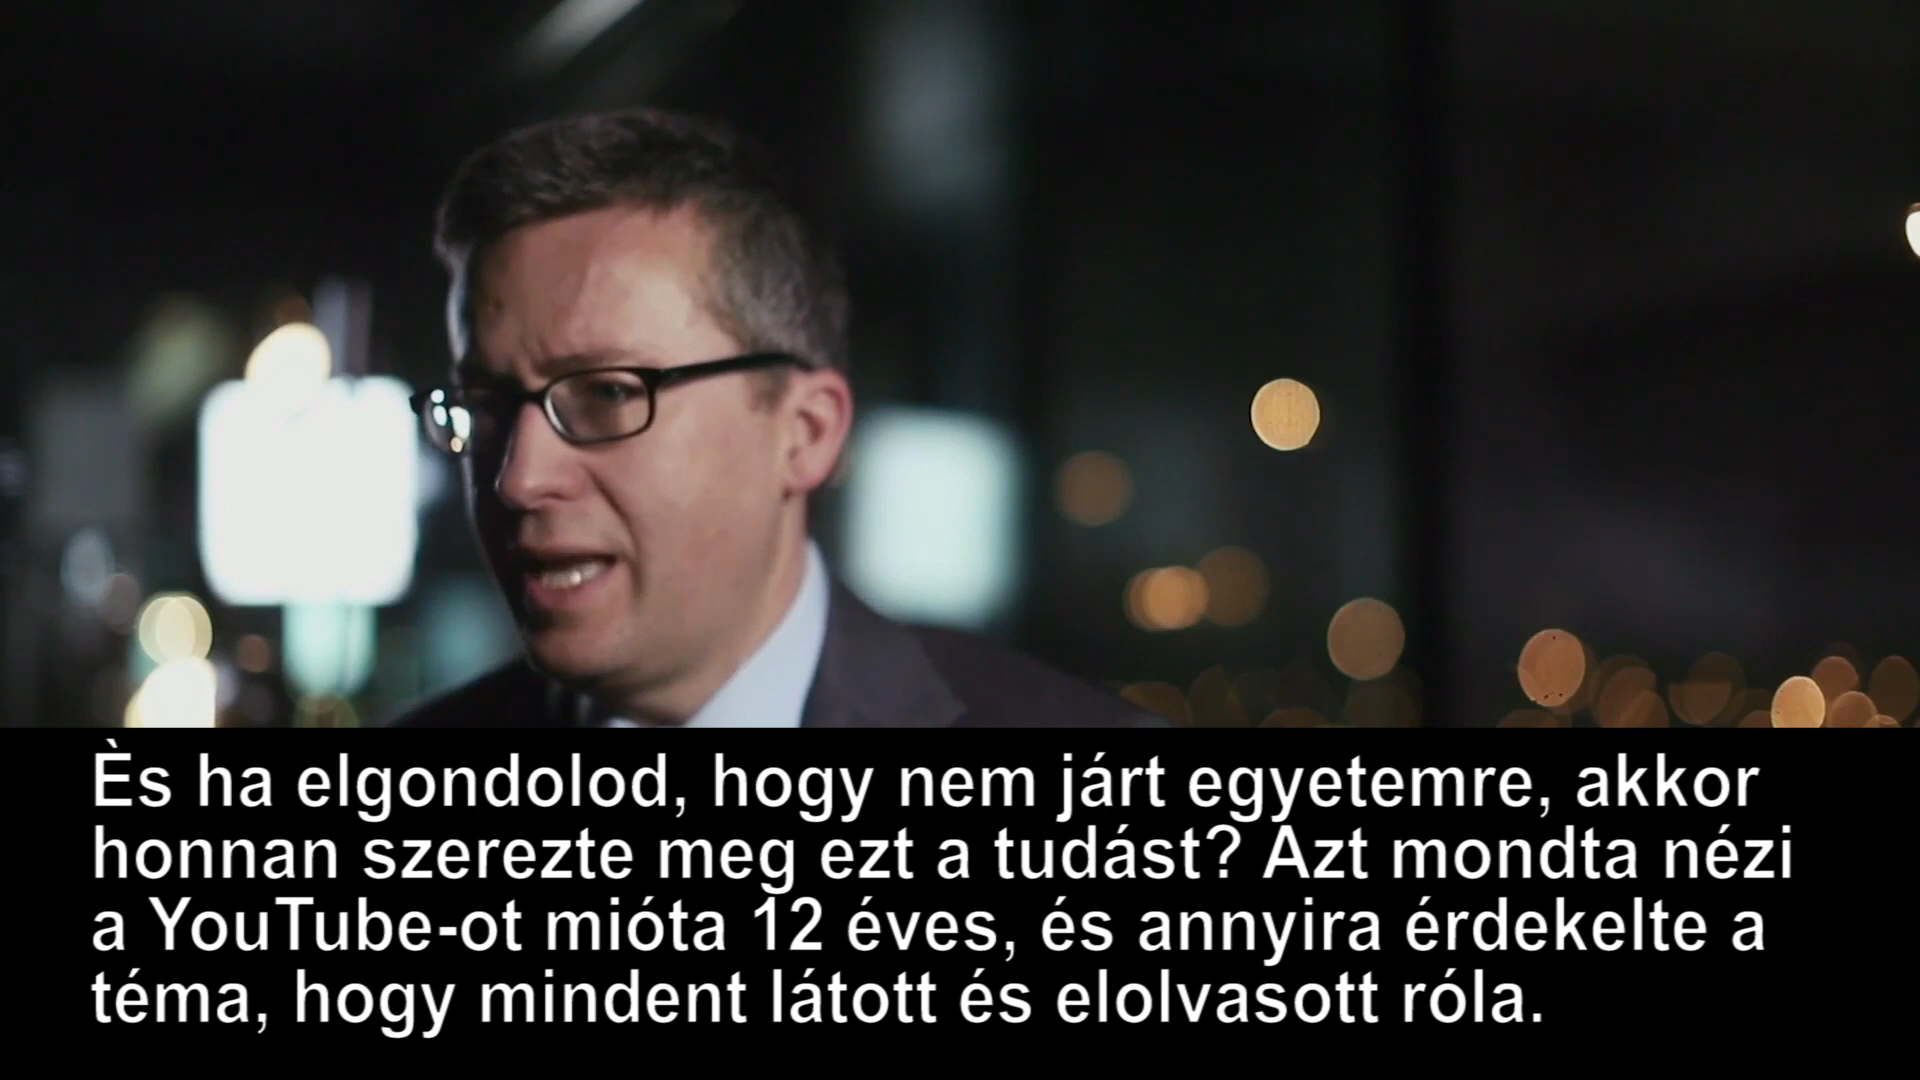 Ès ha elgondolod, hogy nem járt egyetemre, akkor
honnan szerezte meg ezt a tudást? Azt mondta nézi
a YouTube-ot mióta 12 éves, és annyira érdekelte a
téma, hogy mindent látott és elolvasott róla.